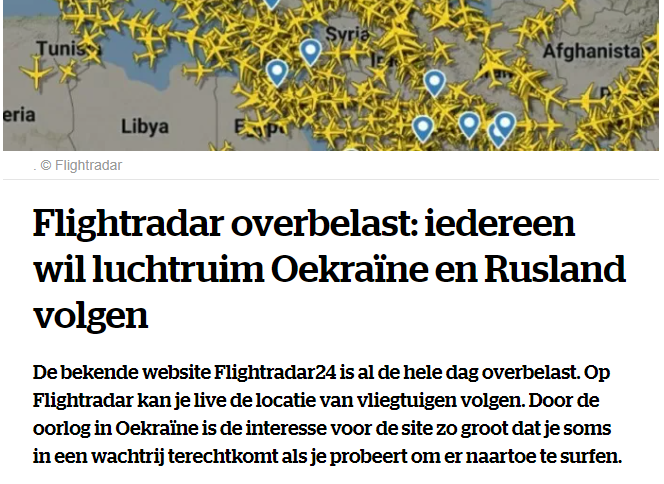 Tunis
Syria
Afghanistan
eria
Libya
. © Flightradar
Flightradar overbelast: iedereen
wil luchtruim Oekraïne en Rusland
volgen
De bekende website Flightradar24 is al de hele dag overbelast. Op
Flightradar kan je live de locatie van vliegtuigen volgen. Door de
oorlog in Oekraïne is de interesse voor de site zo groot dat je soms
in een wachtrij terechtkomt als je probeert om er naartoe te surfen.